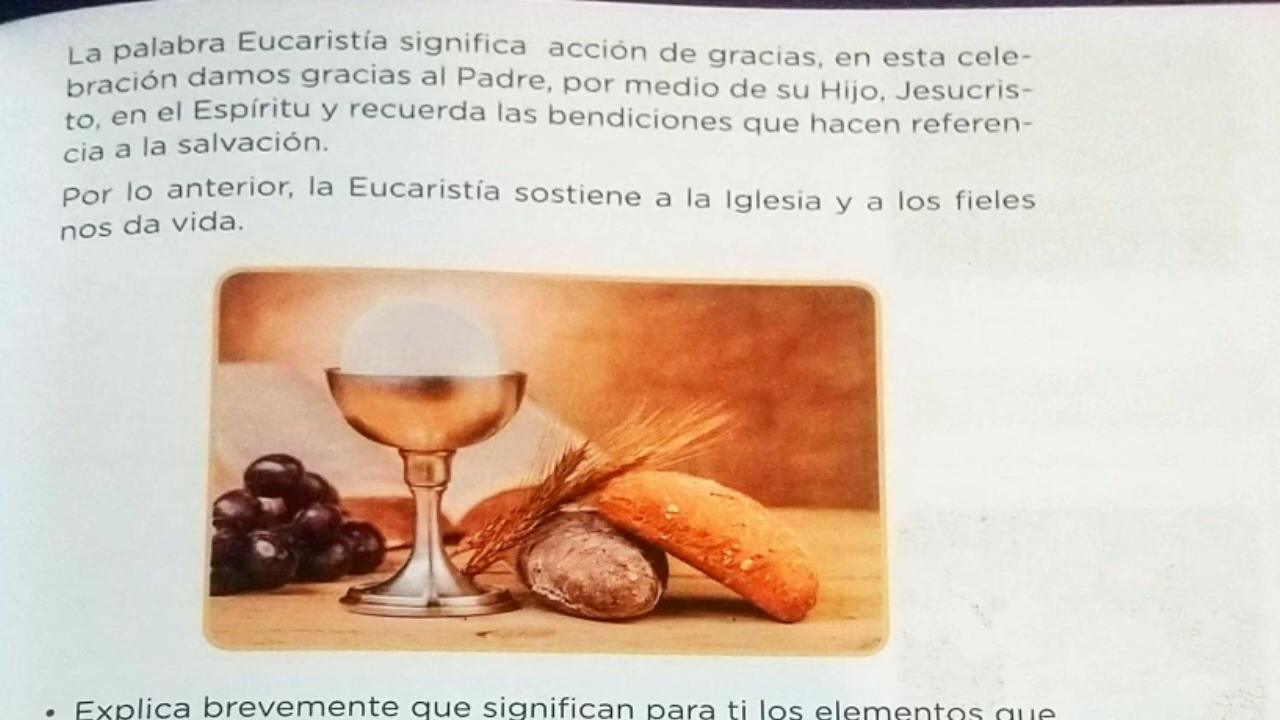 La palabra Eucaristía significa acción de gracias, en esta cele-
bración damos gracias al Padre, por medio de su Hijo, Jesucris-
to, en el Espíritu y recuerda las bendiciones que hacen referen-
cia a la salvación.
Por lo anterior, la Eucaristía sostiene a la Iglesia y a los fieles
nos da vida.
• Explica brevemente que significan para ti los elementos que